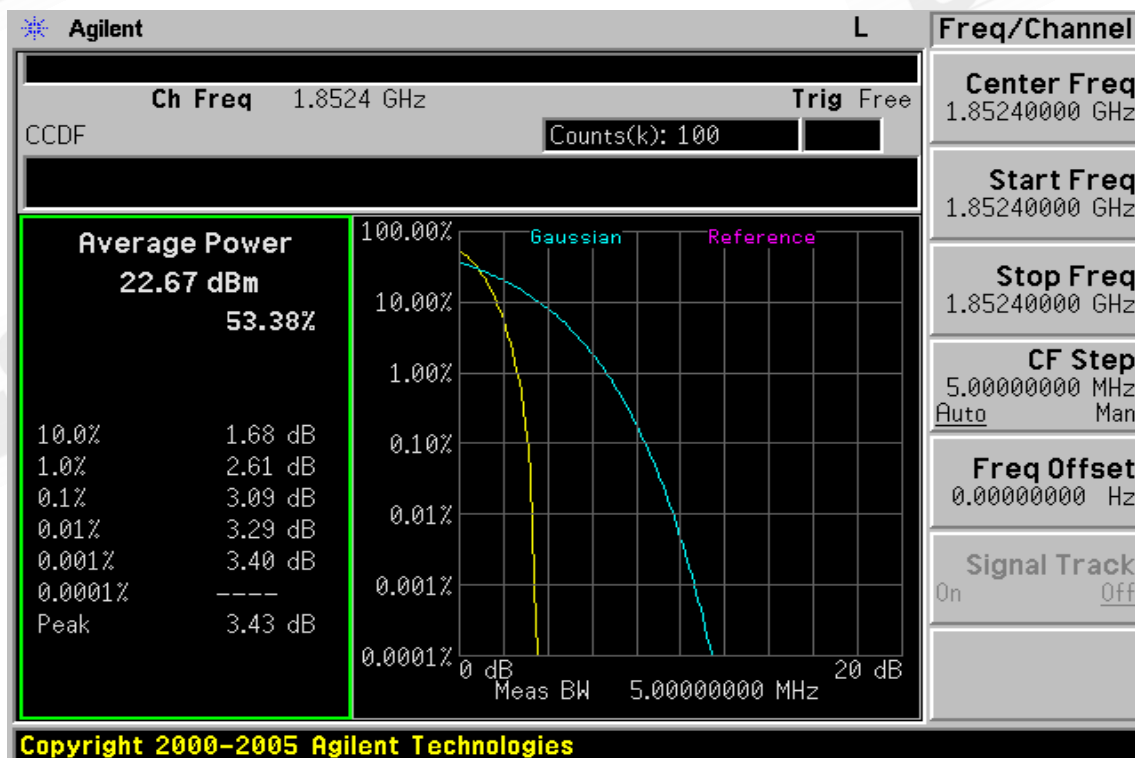 Agilent L
Ch Freq 1.8524 GHz Trig Free
CCDF Counts(k): 100
Average Power
22.67 dBm
53.38%
10.0% 1.68 dB
1.0% 2.61 dB
0.1% 3.09 dB
0.01% 3.29 dB
0.001% 3.40 dB
0.0001% ----
Peak 3.43 dB
Gaussian Reference
100.00%
10.00%
1.00%
0.10%
0.01%
0.001%
0.0001%
0 dB 20 dB
Meas BW 5.00000000 MHz
Freq/Channel
Center Freq
1.85240000 GHz
Start Freq
1.85240000 GHz
Stop Freq
1.85240000 GHz
CF Step
5.00000000 MHz
Auto Man
Freq Offset
0.00000000 Hz
Signal Track
On Off
Copyright 2000-2005 Agilent Technologies